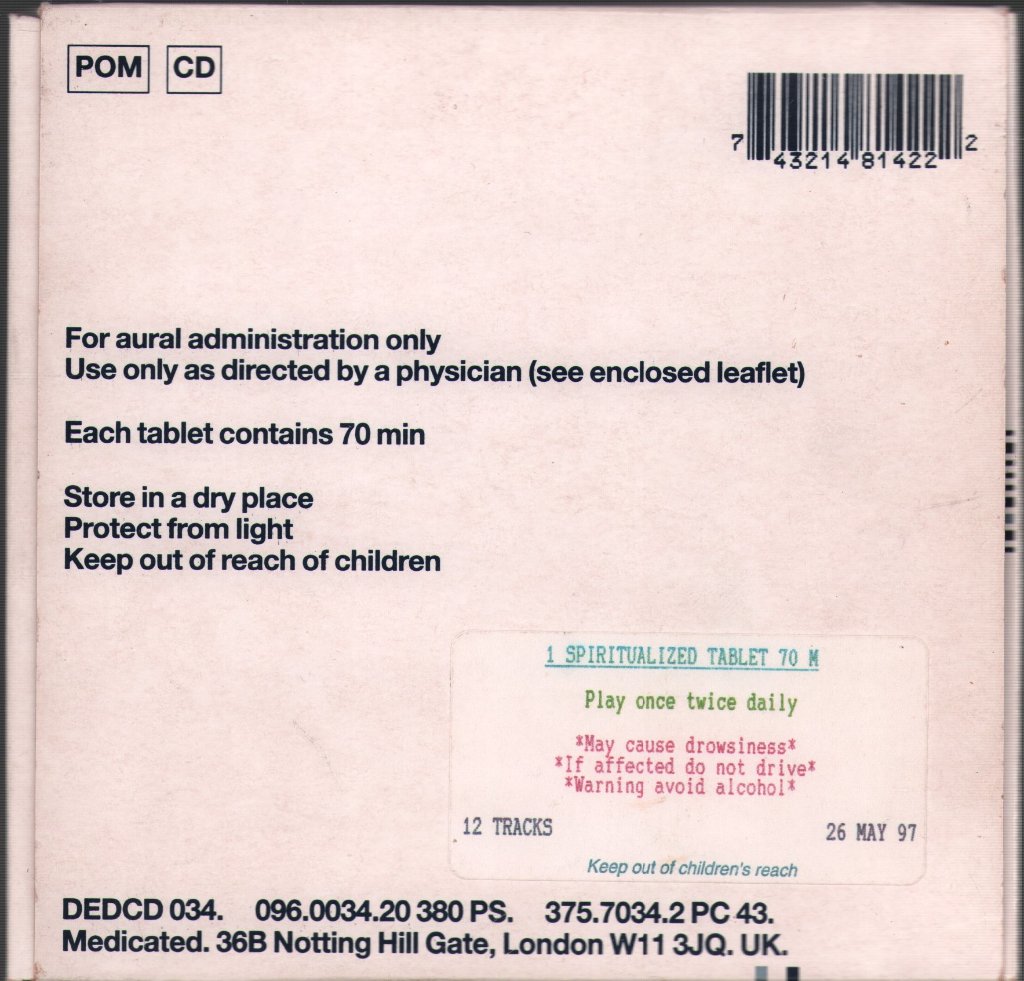 POM CD
7 43214 81422 2
For aural administration only
Use only as directed by a physician (see enclosed leaflet)
Each tablet contains 70 min
Store in a dry place
Protect from light
Keep out of reach of children
1 SPIRITUALIZED TABLET 70 M
Play once twice daily
*May cause drowsiness*
*If affected do not drive*
*Warning avoid alcohol*
12 TRACKS 26 MAY 97
Keep out of children's reach
DEDCD 034. 096.0034.20 380 PS. 375.7034.2 PC 43.
Medicated. 36B Notting Hill Gate, London W11 3JQ. UK.